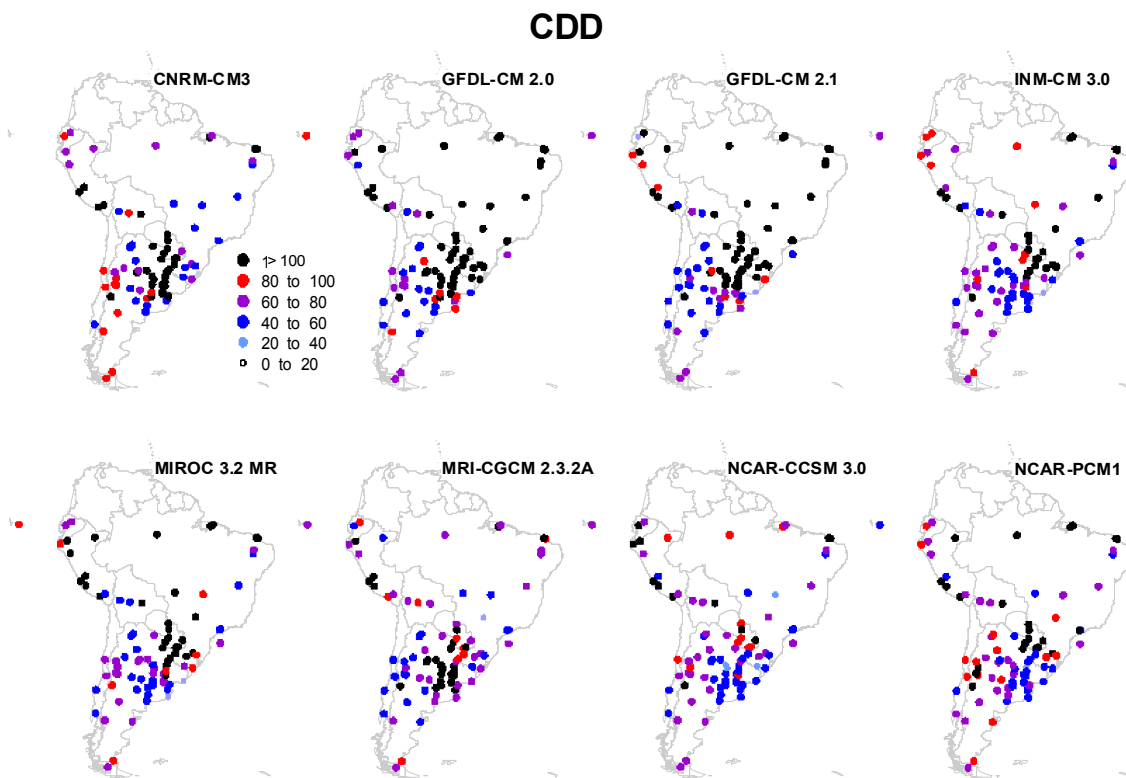 CDD
CNRM-CM3
GFDL-CM 2.0
GFDL-CM 2.1
INM-CM 3.0
> 100
80 to 100
60 to 80
40 to 60
20 to 40
0 to 20
MIROC 3.2 MR
MRI-CGCM 2.3.2A
NCAR-CCSM 3.0
NCAR-PCM1